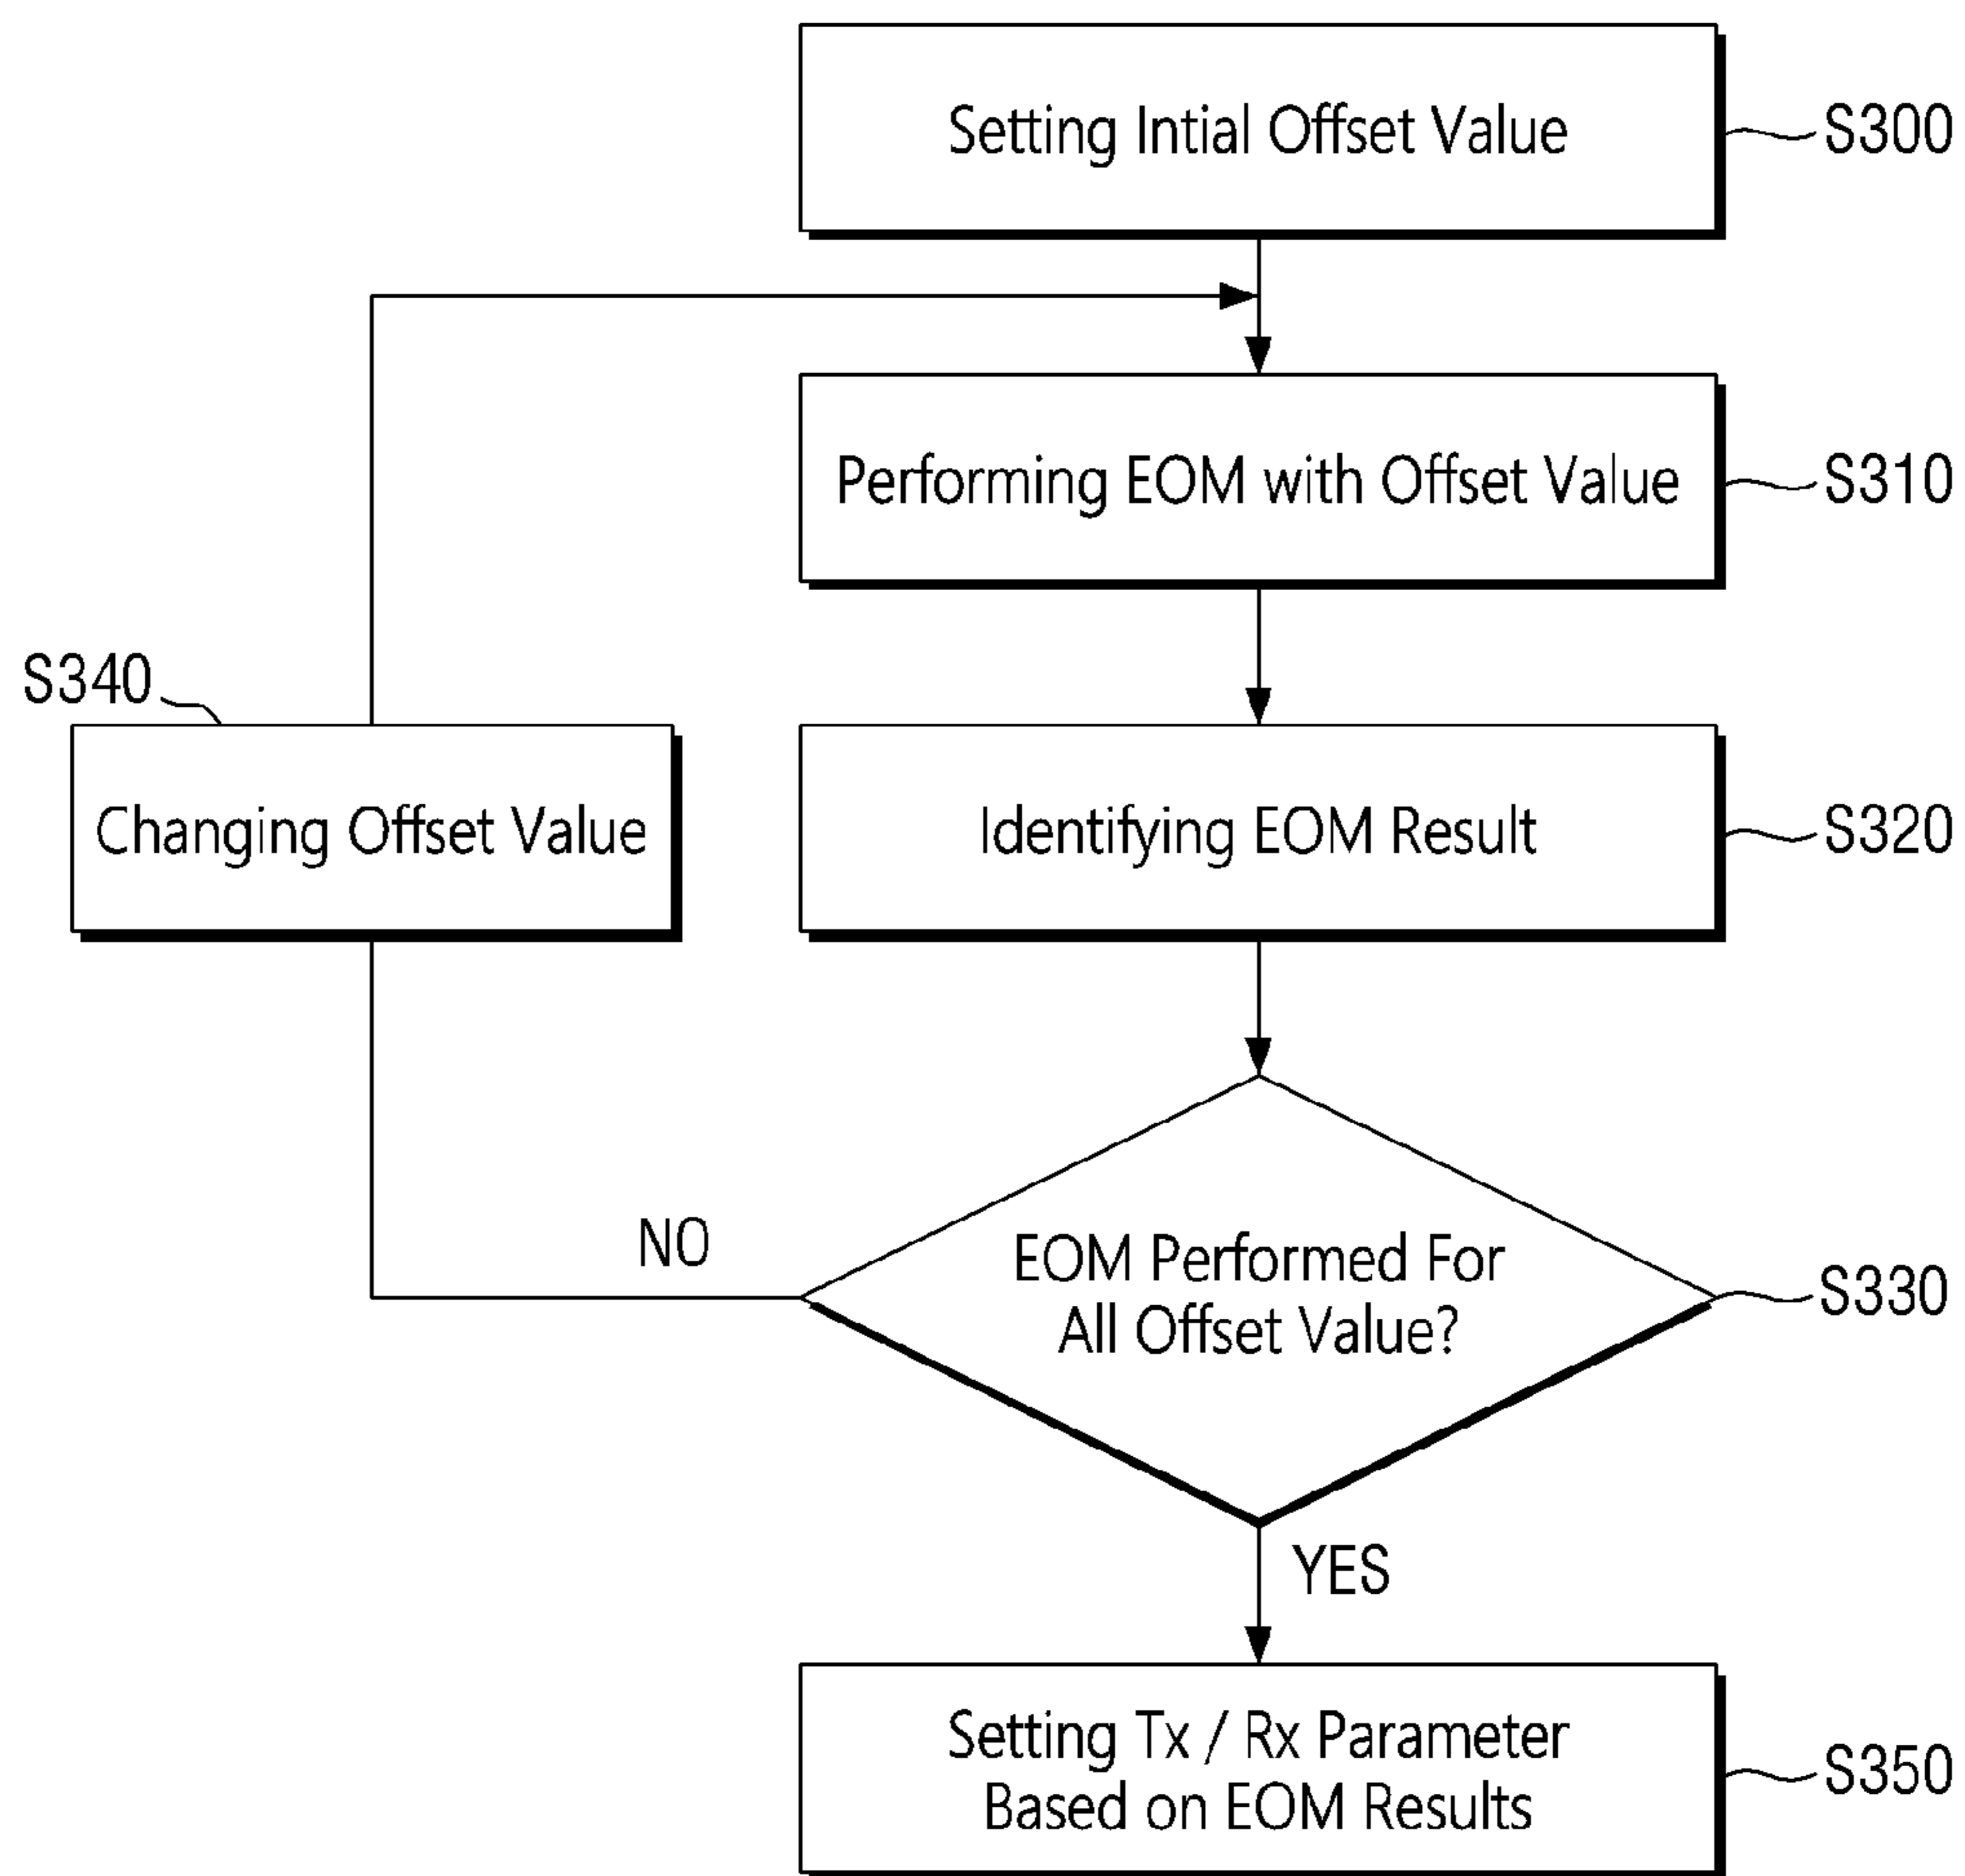 Setting Intial Offset Value
S300
Performing EOM with Offset Value
S310
S340
Changing Offset Value
Identifying EOM Result
S320
NO
EOM Performed For
All Offset Value?
S330
YES
Setting Tx / Rx Parameter
Based on EOM Results
S350